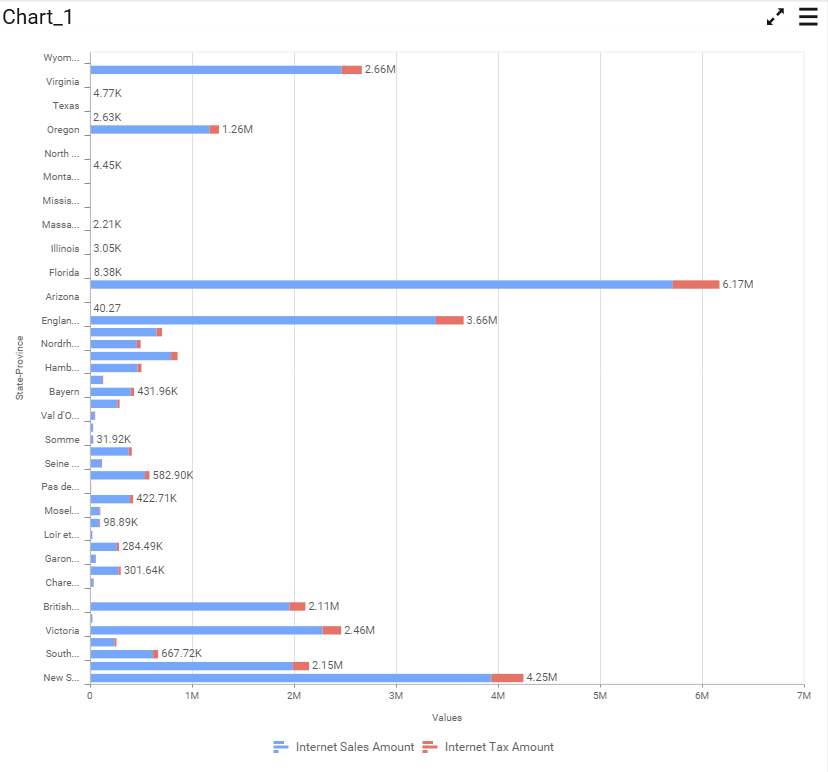 Chart_1
Wyom...
2.66M
Virginia
4.77K
Texas
2.63K
Oregon 1.26M
North ...
4.45K
Monta...
Missis...
Massa... 2.21K
Illinois 3.05K
Florida 8.38K
6.17M
Arizona
40.27
Englan... 3.66M
Nordrh...
Hamb...
Bayern 431.96K
Val d'O...
Somme 31.92K
Seine ...
582.90K
Pas de...
422.71K
Mosel...
98.89K
Loir et...
284.49K
Garon...
301.64K
Chare...
British... 2.11M
Victoria 2.46M
South... 667.72K
2.15M
New S... 4.25M
State-Province
0 1M 2M 3M 4M 5M 6M 7M
Values
Internet Sales Amount Internet Tax Amount